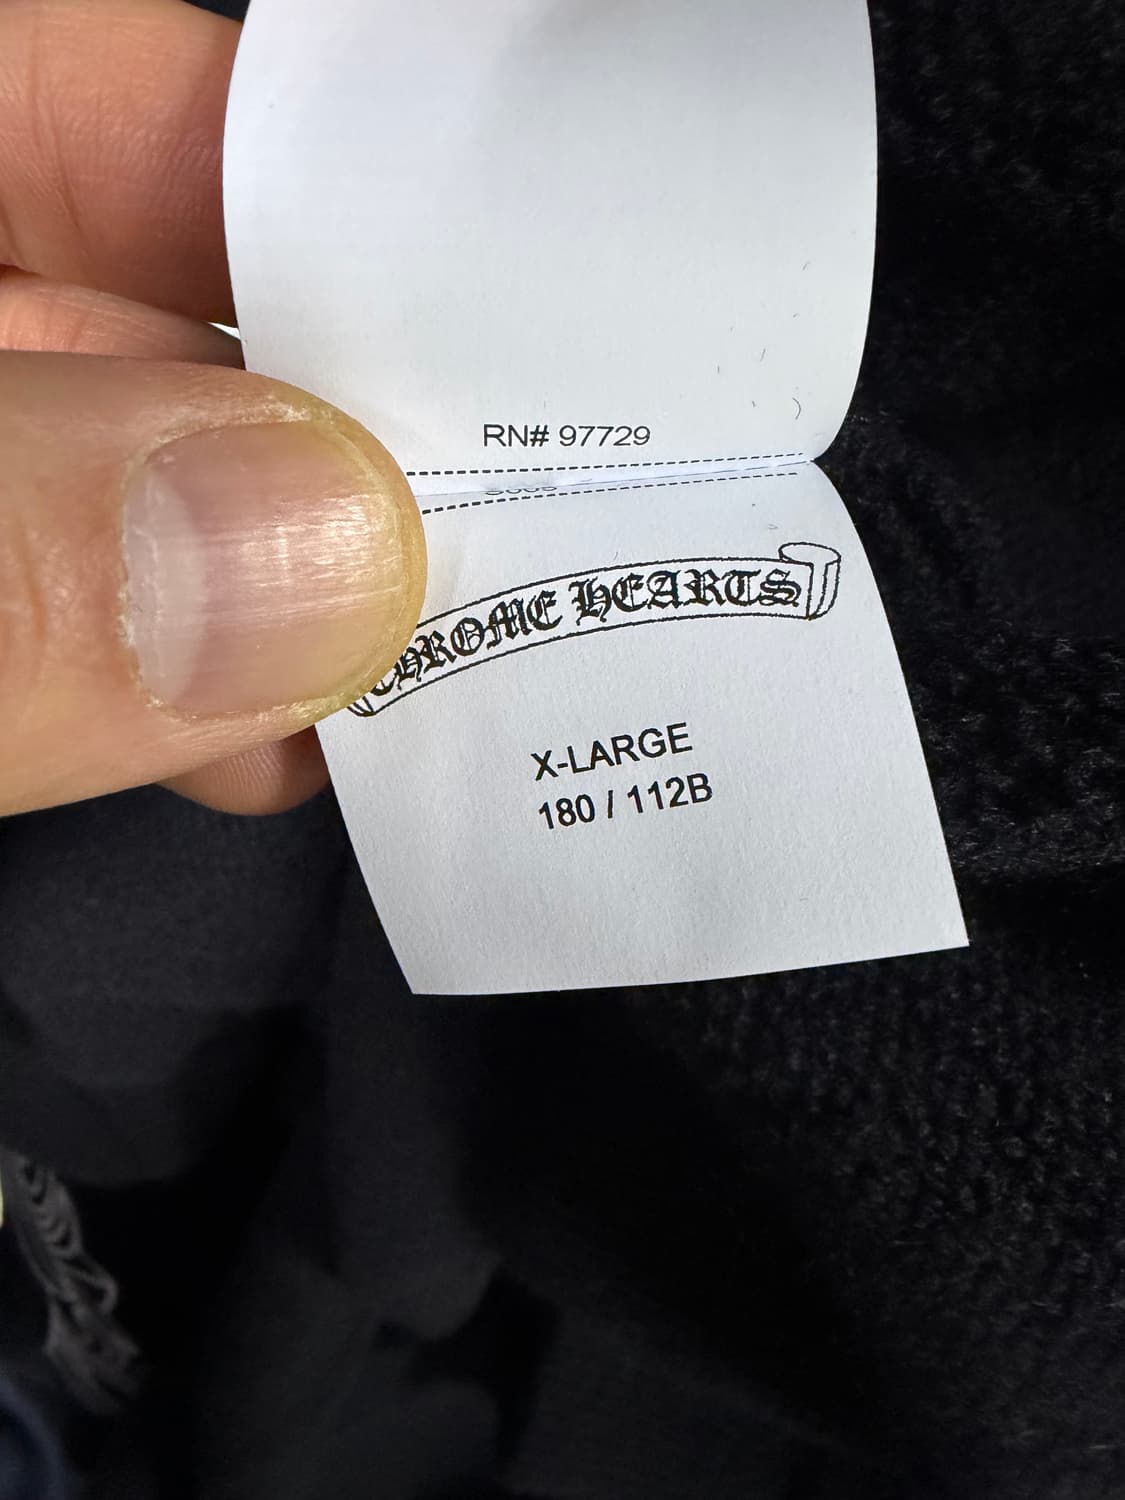 RN# 97729
CHROME HEARTS
X-LARGE
180 / 112B